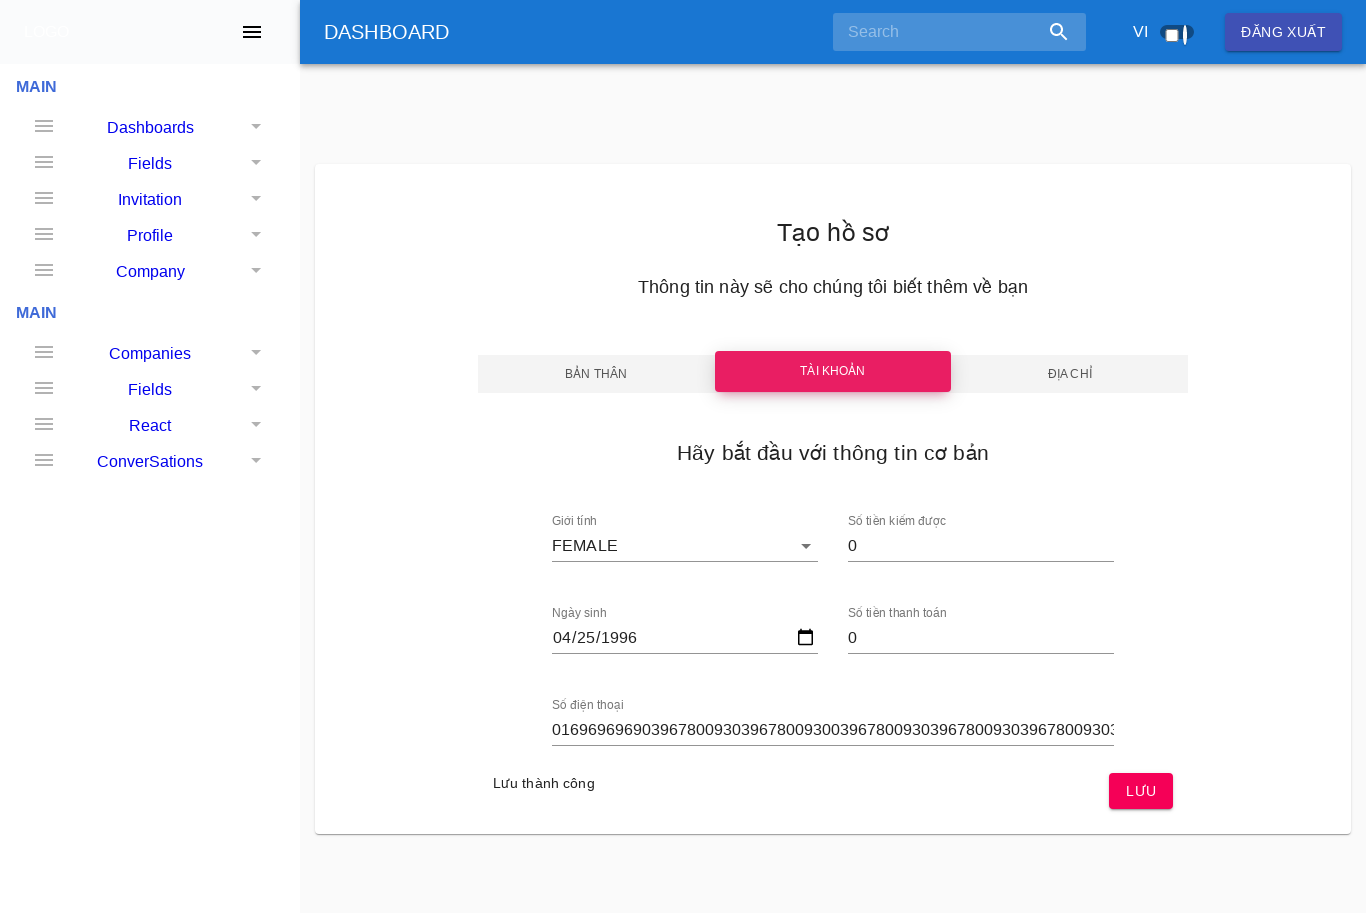 LOGO
DASHBOARD
Search
VI
ĐĂNG XUẤT
MAIN
Dashboards
Fields
Invitation
Profile
Company
MAIN
Companies
Fields
React
ConverSations
Tạo hồ sơ
Thông tin này sẽ cho chúng tôi biết thêm về bạn
BẢN THÂN
TÀI KHOẢN
ĐỊA CHỈ
Hãy bắt đầu với thông tin cơ bản
Giới tính
FEMALE
Số tiền kiếm được
0
Ngày sinh
04/25/1996
Số tiền thanh toán
0
Số điện thoại
016969696903967800930396780093003967800930396780093039678009303
Lưu thành công
LƯU